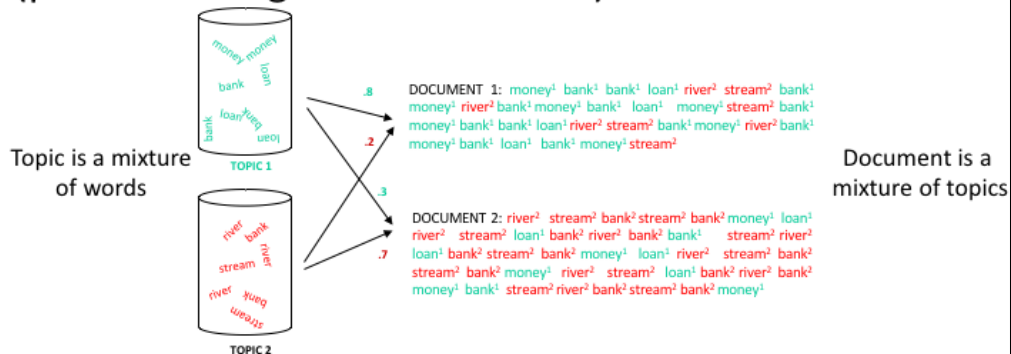 money money
loan
bank
loan bank
bank
loan
TOPIC 1
Topic is a mixture
of words
river bank
river
stream
river bank
stream
TOPIC 2
.8
.2
.3
.7
DOCUMENT 1: money¹ bank¹ bank¹ loan¹ river² stream² bank¹
money¹ river² bank¹ money¹ bank¹ loan¹ money¹ stream² bank¹
money¹ bank¹ bank¹ loan¹ river² stream² bank¹ money¹ river² bank¹
money¹ bank¹ loan¹ bank¹ money¹ stream²
DOCUMENT 2: river² stream² bank² stream² bank² money¹ loan¹
river² stream² loan¹ bank² river² bank² bank¹ stream² river²
loan¹ bank² stream² bank² money¹ loan¹ river² stream² bank²
stream² bank² money¹ river² stream² loan¹ bank² river² bank²
money¹ bank¹ stream² river² bank² stream² bank² money¹
Document is a
mixture of topics